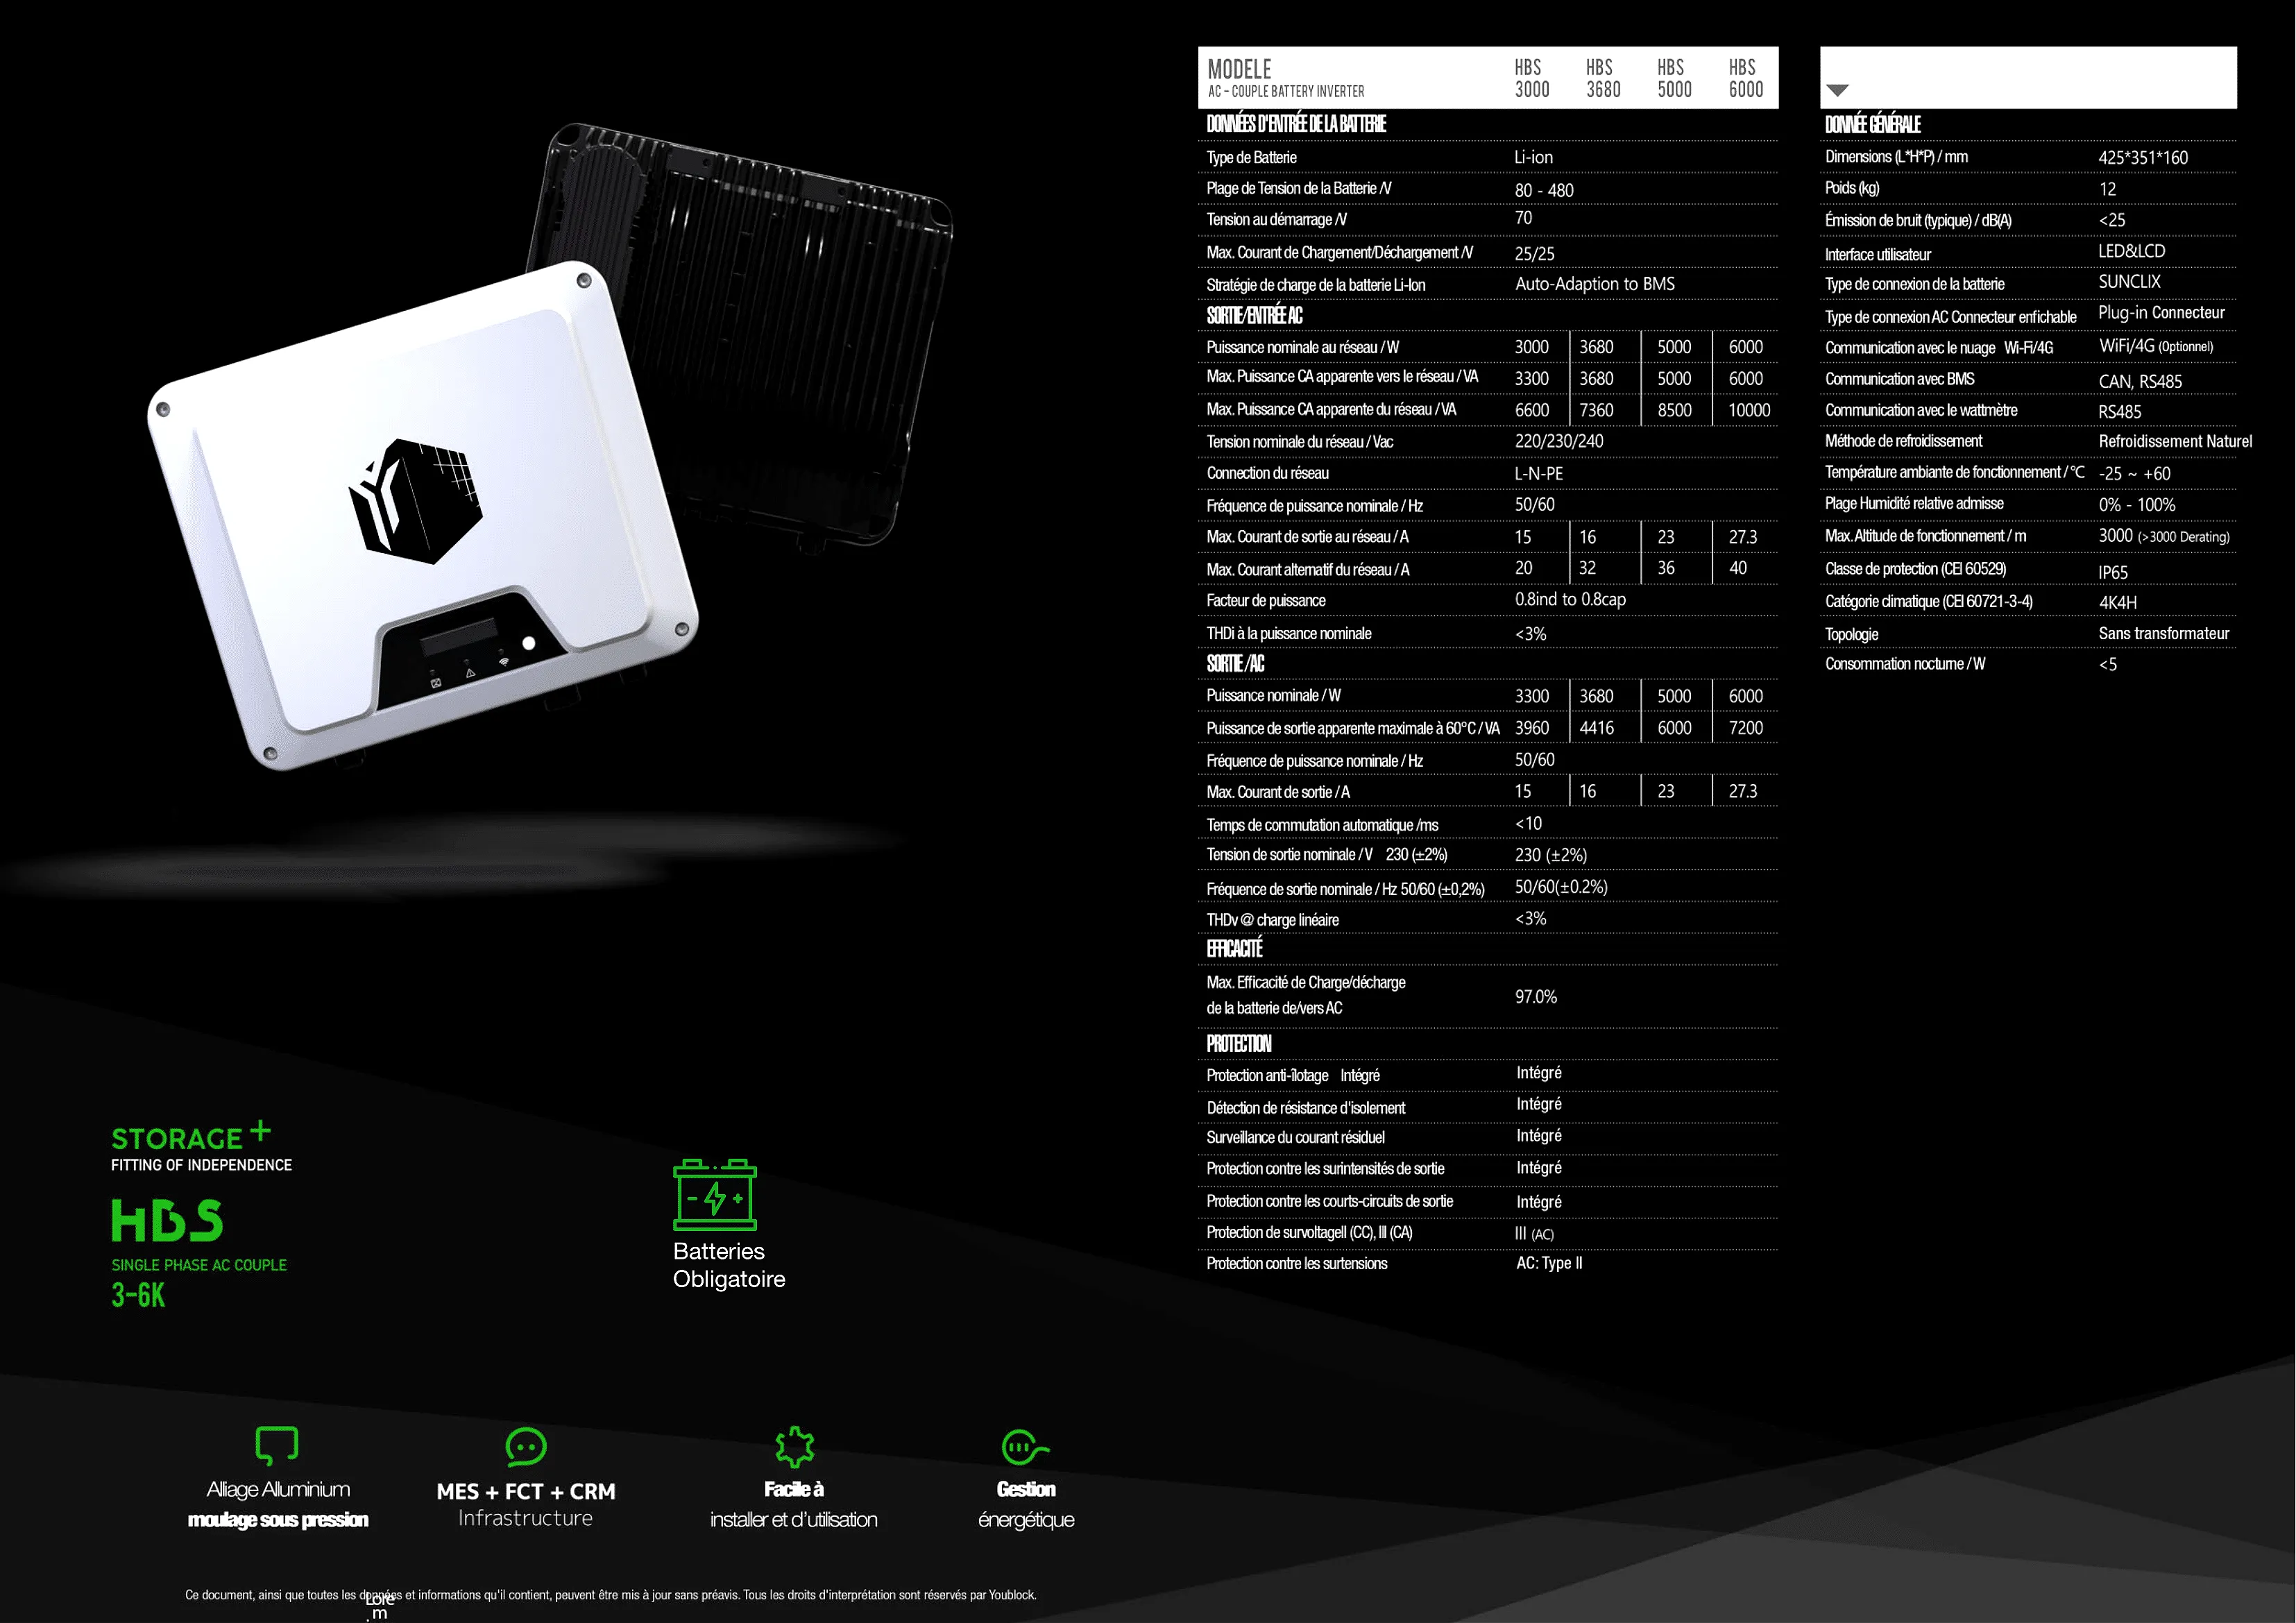 MODELE HBS HBS HBS HBS
AC - COUPLE BATTERY INVERTER 3000 3680 5000 6000
DONNÉES D'ENTRÉE DE LA BATTERIE
Type de Batterie Li-ion
Plage de Tension de la Batterie /V 80 - 480
Tension au démarrage /V 70
Max. Courant de Chargement/Déchargement /V 25/25
Stratégie de charge de la batterie Li-Ion Auto-Adaption to BMS
SORTIE/ENTRÉE AC
Puissance nominale au réseau / W 3000 3680 5000 6000
Max. Puissance CA apparente vers le réseau / VA 3300 3680 5000 6000
Max. Puissance CA apparente du réseau / VA 6600 7360 8500 10000
Tension nominale du réseau / Vac 220/230/240
Connection du réseau L-N-PE
Fréquence de puissance nominale / Hz 50/60
Max. Courant de sortie au réseau / A 15 16 23 27.3
Max. Courant alternatif du réseau / A 20 32 36 40
Facteur de puissance 0.8ind to 0.8cap
THDi à la puissance nominale <3%
SORTIE /AC
Puissance nominale / W 3300 3680 5000 6000
Puissance de sortie apparente maximale à 60°C / VA 3960 4416 6000 7200
Fréquence de puissance nominale / Hz 50/60
Max. Courant de sortie / A 15 16 23 27.3
Temps de commutation automatique /ms <10
Tension de sortie nominale / V 230 (±2%) 230 (±2%)
Fréquence de sortie nominale / Hz 50/60 (±0,2%) 50/60(±0.2%)
THDv @ charge linéaire <3%
EFFICACITÉ
Max. Efficacité de Charge/décharge
de la batterie de/vers AC 97.0%
PROTECTION
Protection anti-îlotage Intégré Intégré
Détection de résistance d'isolement Intégré
Surveillance du courant résiduel Intégré
Protection contre les surintensités de sortie Intégré
Protection contre les courts-circuits de sortie Intégré
Protection de survoltageII (CC), III (CA) III (AC)
Protection contre les surtensions AC: Type II
DONNÉE GÉNÉRALE
Dimensions (L*H*P) / mm 425*351*160
Poids (kg) 12
Émission de bruit (typique) / dB(A) <25
Interface utilisateur LED&LCD
Type de connexion de la batterie SUNCLIX
Type de connexion AC Connecteur enfichable Plug-in Connecteur
Communication avec le nuage Wi-Fi/4G WiFi/4G (Optionnel)
Communication avec BMS CAN, RS485
Communication avec le wattmètre RS485
Méthode de refroidissement Refroidissement Naturel
Température ambiante de fonctionnement / °C -25 ~ +60
Plage Humidité relative admisse 0% - 100%
Max. Altitude de fonctionnement / m 3000 (>3000 Derating)
Classe de protection (CEI 60529) IP65
Catégorie climatique (CEI 60721-3-4) 4K4H
Topologie Sans transformateur
Consommation nocturne / W <5
STORAGE +
FITTING OF INDEPENDENCE
HBS
SINGLE PHASE AC COUPLE
3-6K
Batteries
Obligatoire
Alliage Alluminium
moulage sous pression
MES + FCT + CRM
Infrastructure
Facile à
installer et d'utilisation
Gestion
énergétique
Ce document, ainsi que toutes les données et informations qu'il contient, peuvent être mis à jour sans préavis. Tous les droits d'interprétation sont réservés par Youblock.
Lore
m